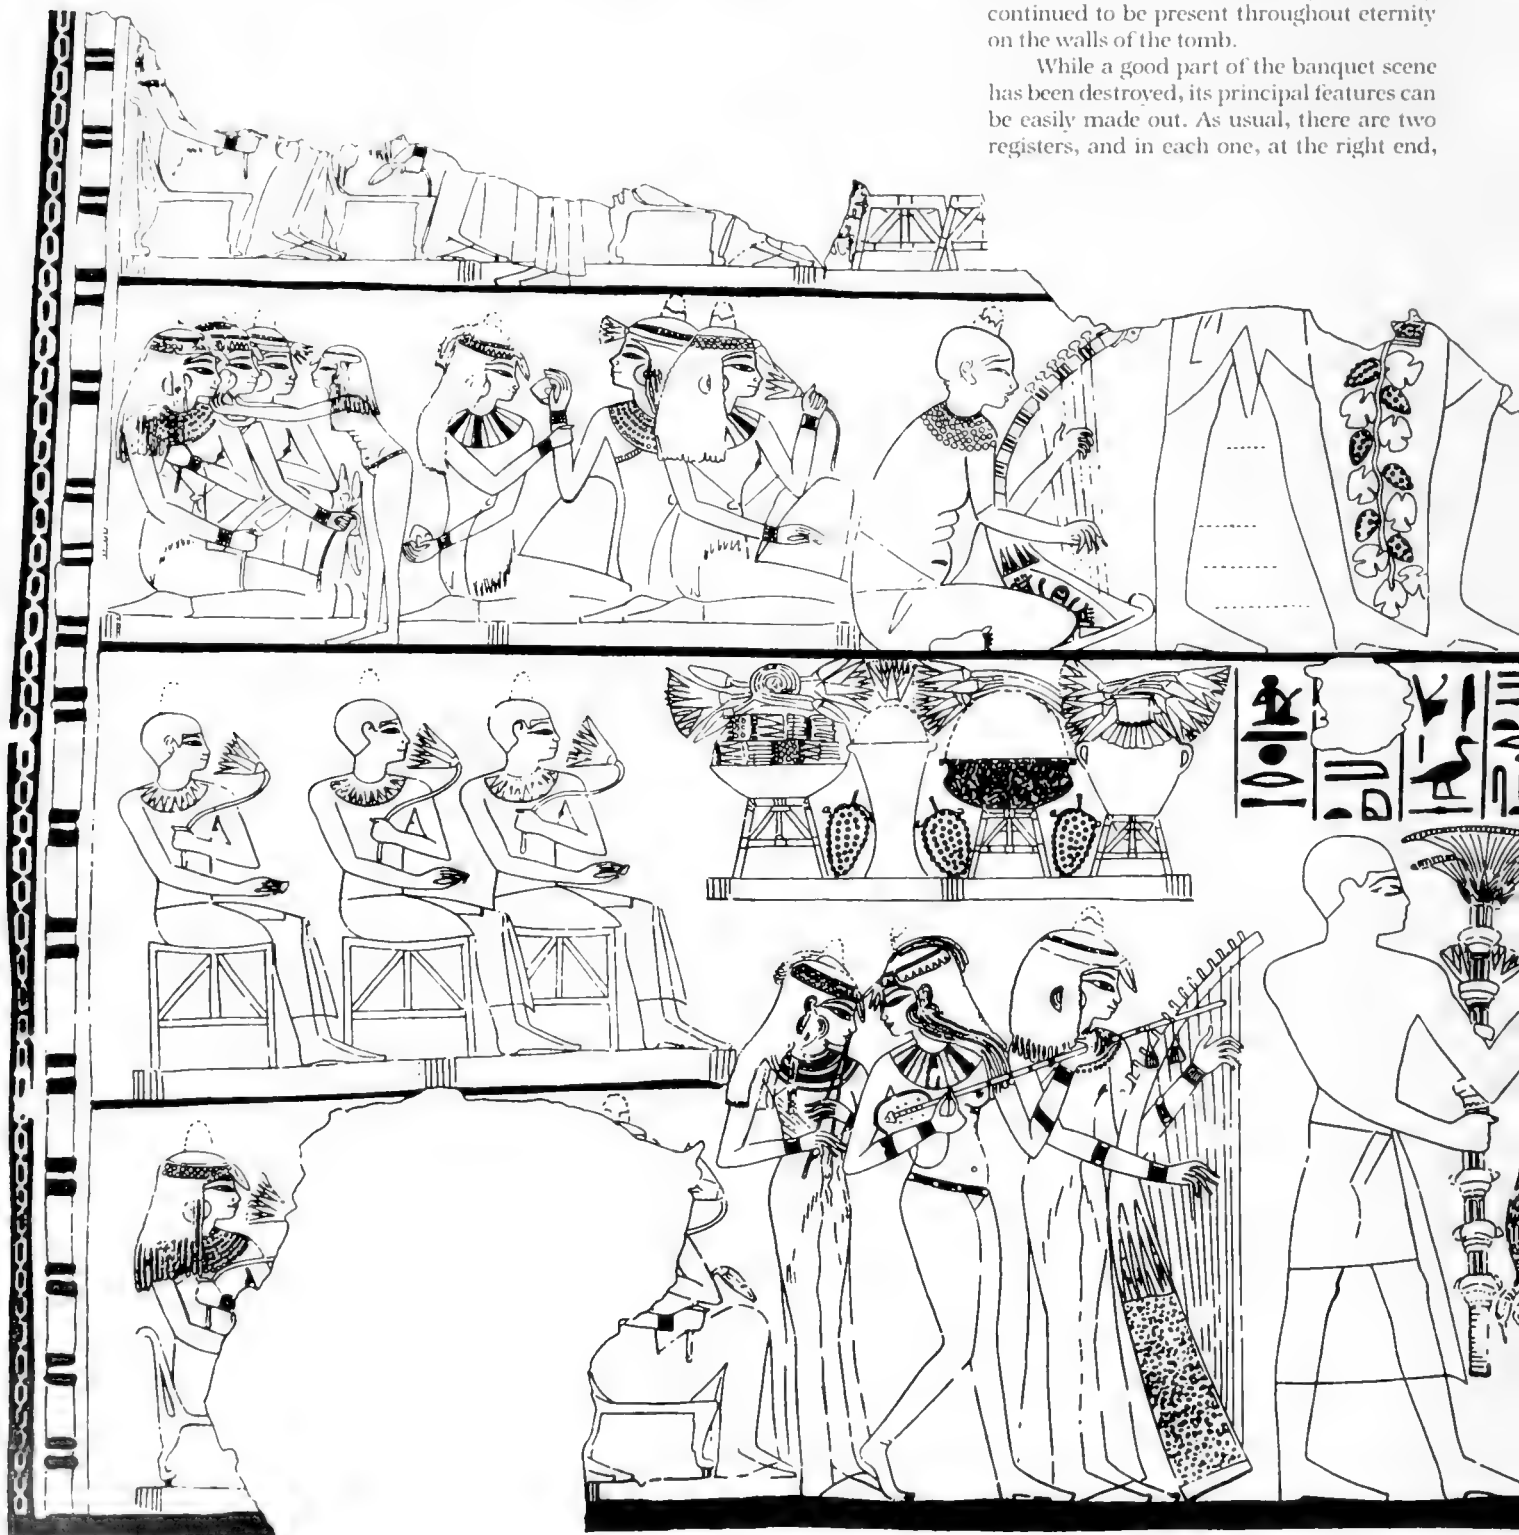 continued to be present throughout eternity
on the walls of the tomb.
While a good part of the banquet scene
has been destroyed, its principal features can
be easily made out. As usual, there are two
registers, and in each one, at the right end,